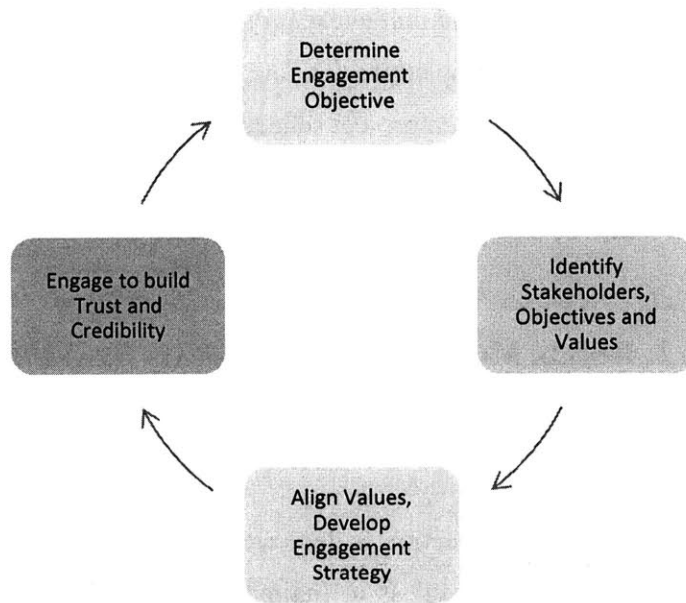 Determine
Engagement
Objective
Identify
Stakeholders,
Objectives and
Values
Align Values,
Develop
Engagement
Strategy
Engage to build
Trust and
Credibility